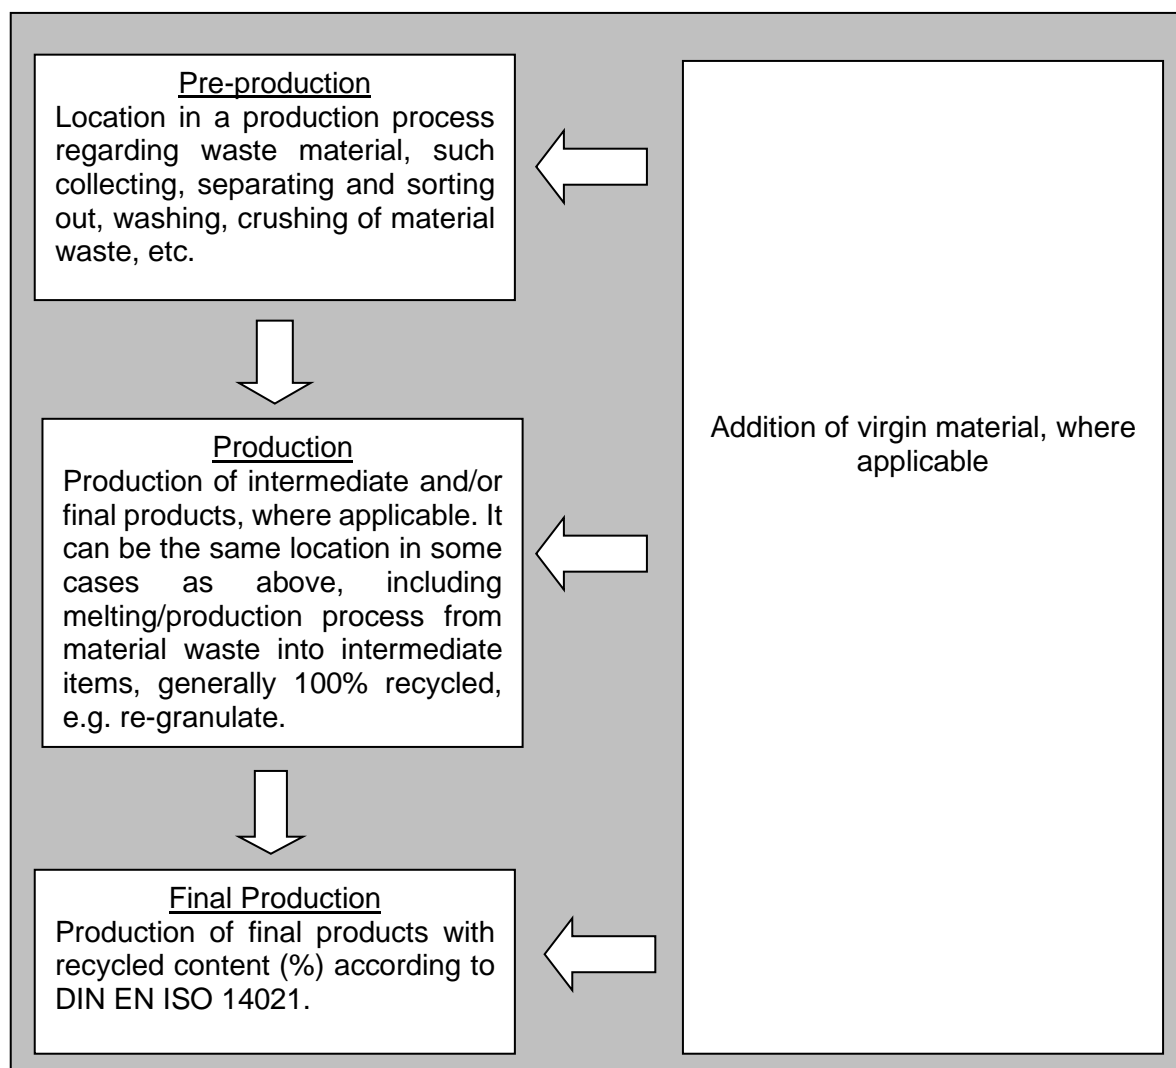 Pre-production
Location in a production process
regarding waste material, such
collecting, separating and sorting
out, washing, crushing of material
waste, etc.
Production
Production of intermediate and/or
final products, where applicable. It
can be the same location in some
cases as above, including
melting/production process from
material waste into intermediate
items, generally 100% recycled,
e.g. re-granulate.
Final Production
Production of final products with
recycled content (%) according to
DIN EN ISO 14021.
Addition of virgin material, where
applicable